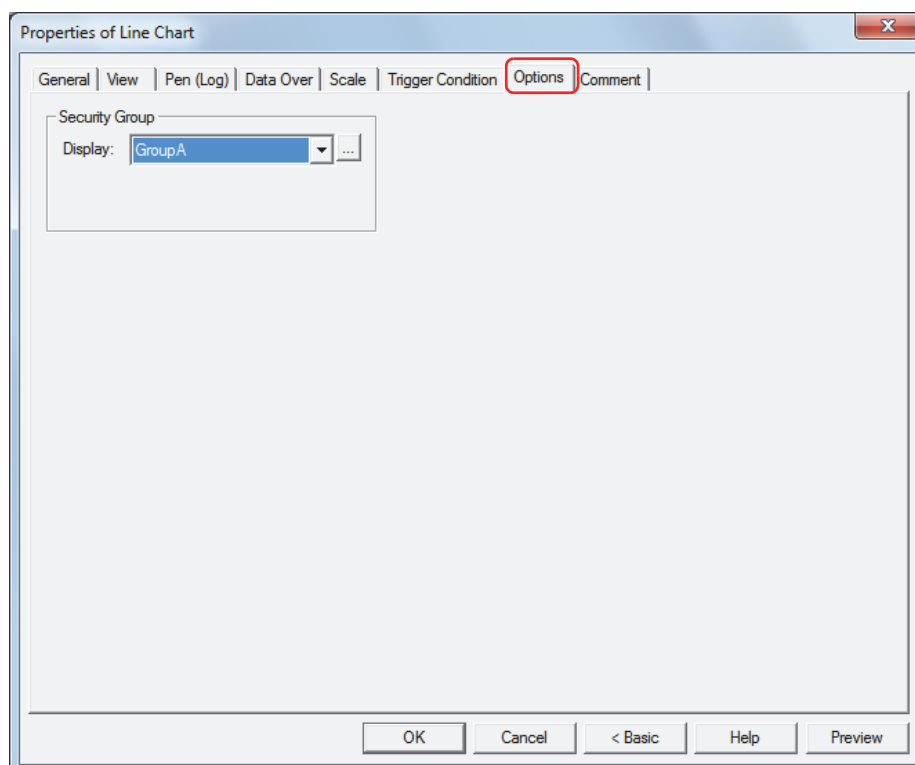 Properties of Line Chart
General View Pen (Log) Data Over Scale Trigger Condition Options Comment
Security Group
Display: GroupA ...
OK Cancel < Basic Help Preview